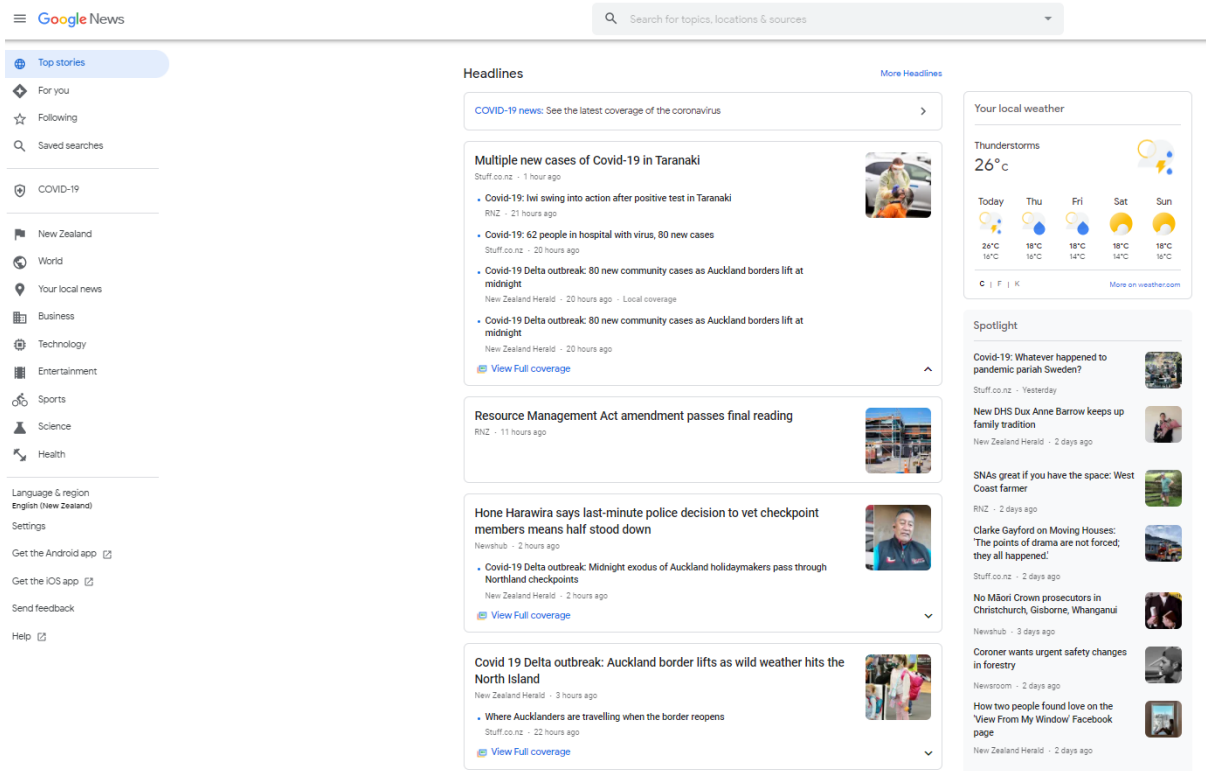 Google News
Search for topics, locations & sources
Top stories
For you
Following
Saved searches
COVID-19
New Zealand
World
Your local news
Business
Technology
Entertainment
Sports
Science
Health
Language & region
English (New Zealand)
Settings
Get the Android app
Get the iOS app
Send feedback
Help
Headlines
More Headlines
COVID-19 news: See the latest coverage of the coronavirus
Multiple new cases of Covid-19 in Taranaki
Stuff.co.nz · 1 hour ago
• Covid-19: Iwi swing into action after positive test in Taranaki
RNZ · 21 hours ago
• Covid-19: 62 people in hospital with virus, 80 new cases
Stuff.co.nz · 20 hours ago
• Covid-19 Delta outbreak: 80 new community cases as Auckland borders lift at
midnight
New Zealand Herald · 20 hours ago · Local coverage
• Covid-19 Delta outbreak: 80 new community cases as Auckland borders lift at
midnight
New Zealand Herald · 20 hours ago
View Full coverage
Resource Management Act amendment passes final reading
RNZ · 11 hours ago
Hone Harawira says last-minute police decision to vet checkpoint
members means half stood down
Newshub · 2 hours ago
• Covid-19 Delta outbreak: Midnight exodus of Auckland holidaymakers pass through
Northland checkpoints
New Zealand Herald · 2 hours ago
View Full coverage
Covid 19 Delta outbreak: Auckland border lifts as wild weather hits the
North Island
New Zealand Herald · 3 hours ago
• Where Aucklanders are travelling when the border reopens
Stuff.co.nz · 22 hours ago
View Full coverage
Your local weather
Thunderstorms
26°C
Today Thu Fri Sat Sun
26°C 18°C 18°C 18°C 18°C
16°C 16°C 14°C 14°C 16°C
C | F | K
More on weather.com
Spotlight
Covid-19: Whatever happened to
pandemic pariah Sweden?
Stuff.co.nz · Yesterday
New DHS Dux Anne Barrow keeps up
family tradition
New Zealand Herald · 2 days ago
SNAs great if you have the space: West
Coast farmer
RNZ · 2 days ago
Clarke Gayford on Moving Houses:
'The points of drama are not forced;
they all happened.'
Stuff.co.nz · 2 days ago
No Māori Crown prosecutors in
Christchurch, Gisborne, Whanganui
Newshub · 3 days ago
Coroner wants urgent safety changes
in forestry
Newsroom · 2 days ago
How two people found love on the
'View From My Window' Facebook
page
New Zealand Herald · 2 days ago